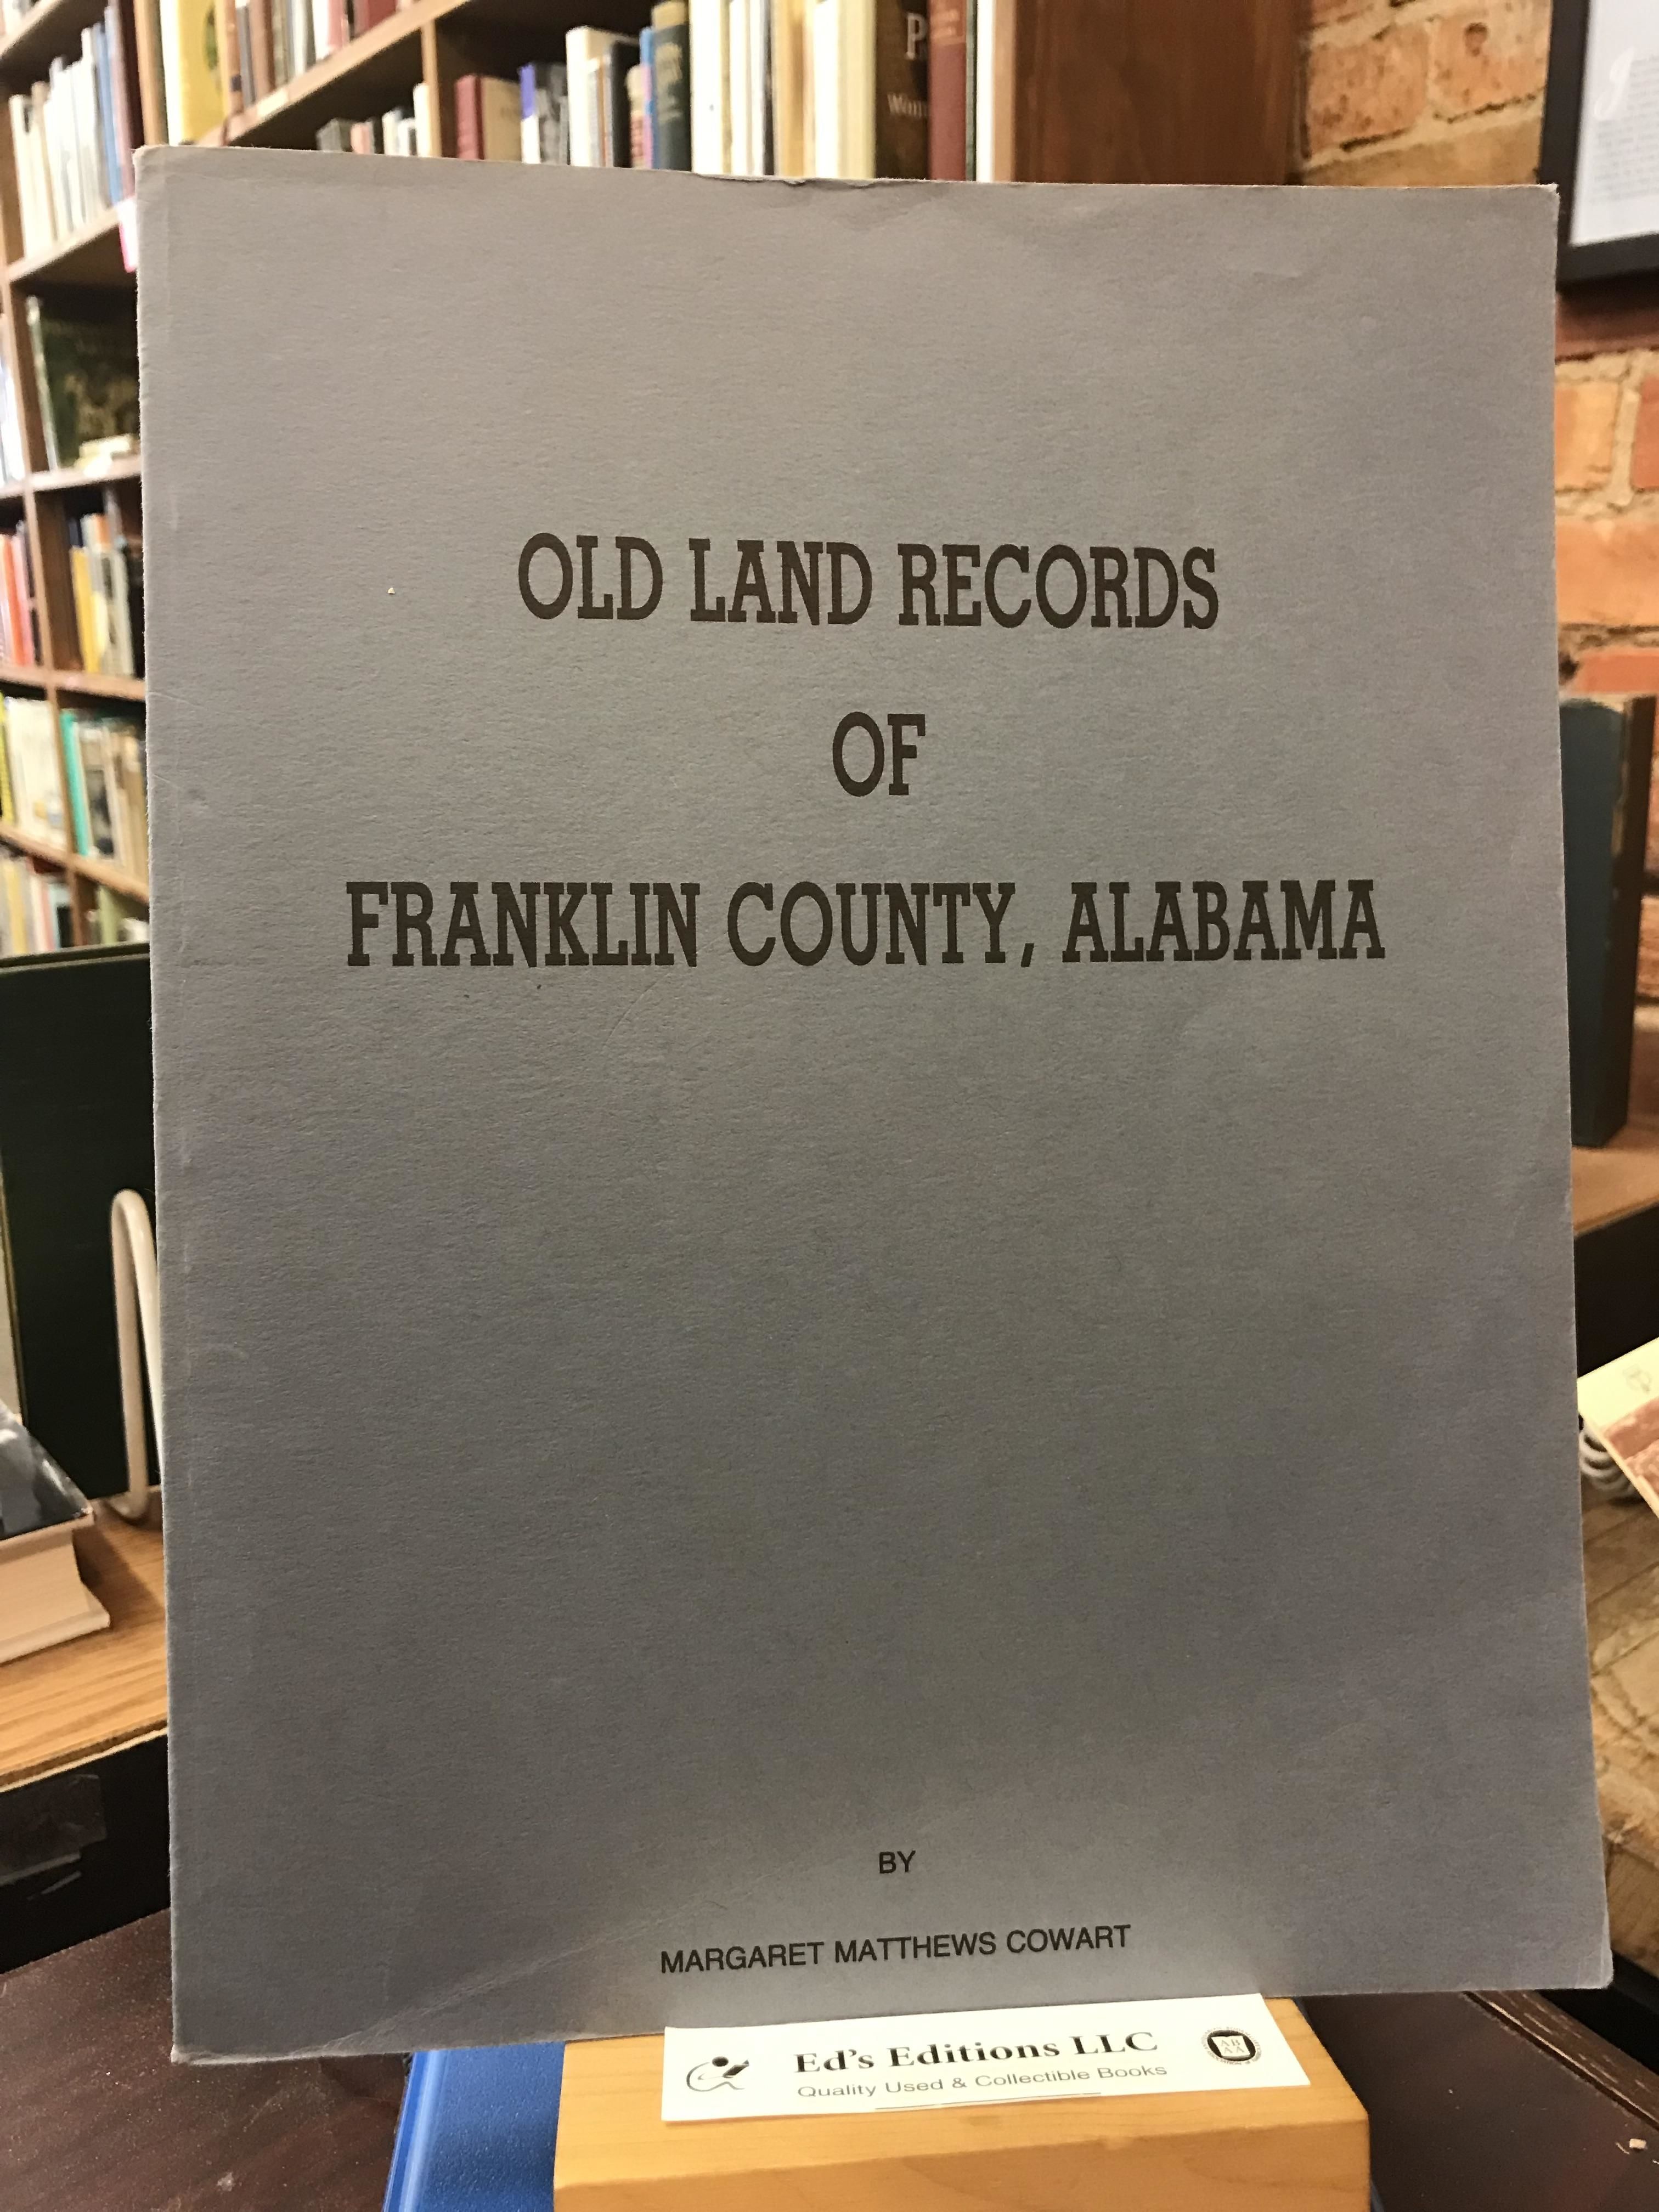 OLD LAND RECORDS
OF
FRANKLIN COUNTY, ALABAMA
BY
MARGARET MATTHEWS COWART
Ed's Editions LLC
Quality Used & Collectible Books